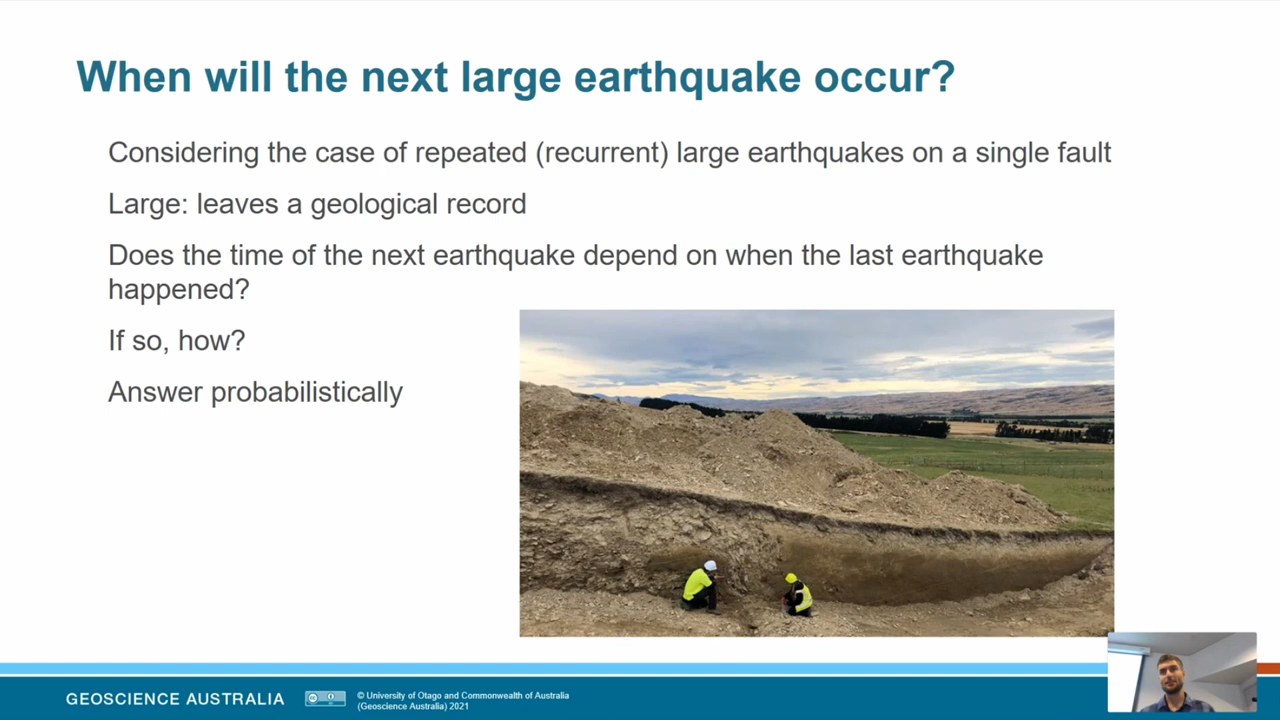 When will the next large earthquake occur?
Considering the case of repeated (recurrent) large earthquakes on a single fault
Large: leaves a geological record
Does the time of the next earthquake depend on when the last earthquake
happened?
If so, how?
Answer probabilistically
GEOSCIENCE AUSTRALIA
© University of Otago and Commonwealth of Australia
(Geoscience Australia) 2021